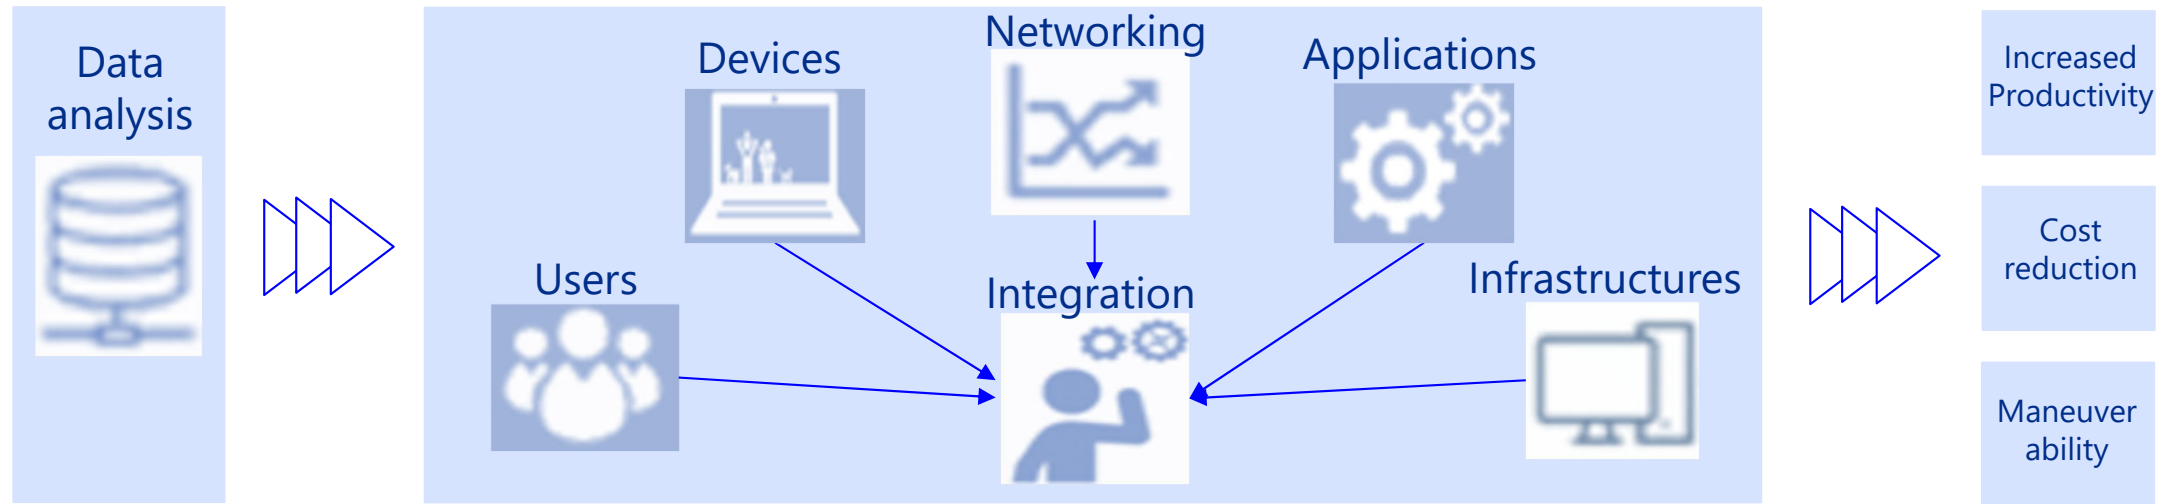 Data
analysis
Devices
Networking
Applications
Users
Integration
Infrastructures
Increased
Productivity
Cost
reduction
Maneuver
ability